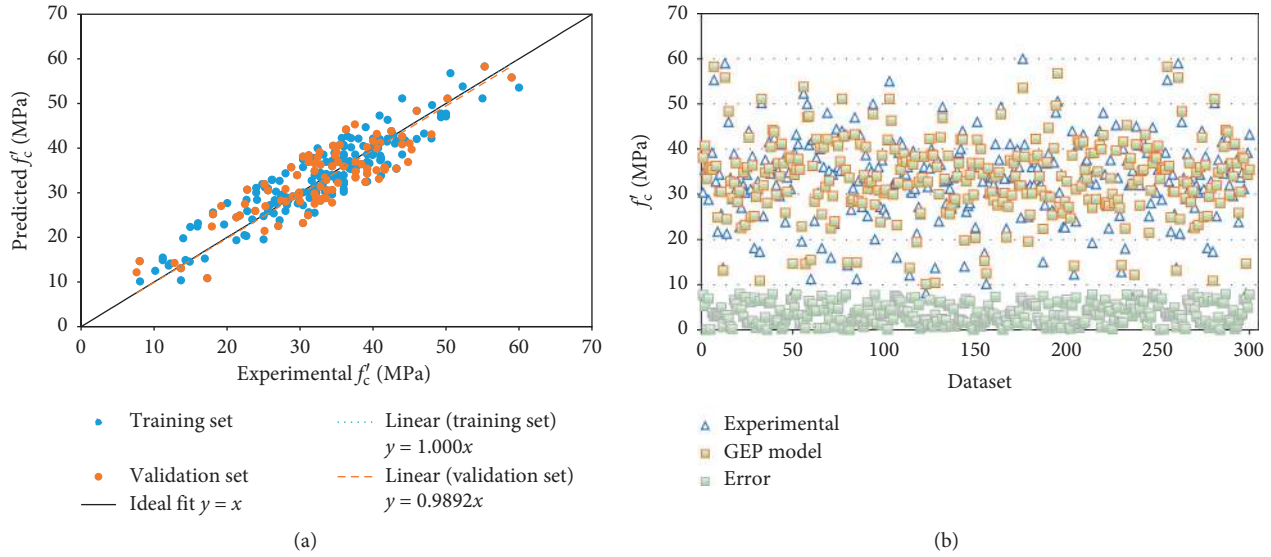 70
60
50
40
30
20
10
0
Predicted f′c (MPa)
0 10 20 30 40 50 60 70
Experimental f′c (MPa)
Training set
Linear (training set)
y = 1.000x
Validation set
Linear (validation set)
Ideal fit y = x
y = 0.9892x
(a)
70
60
50
40
30
20
10
0
f′c (MPa)
0 50 100 150 200 250 300
Dataset
Experimental
GEP model
Error
(b)